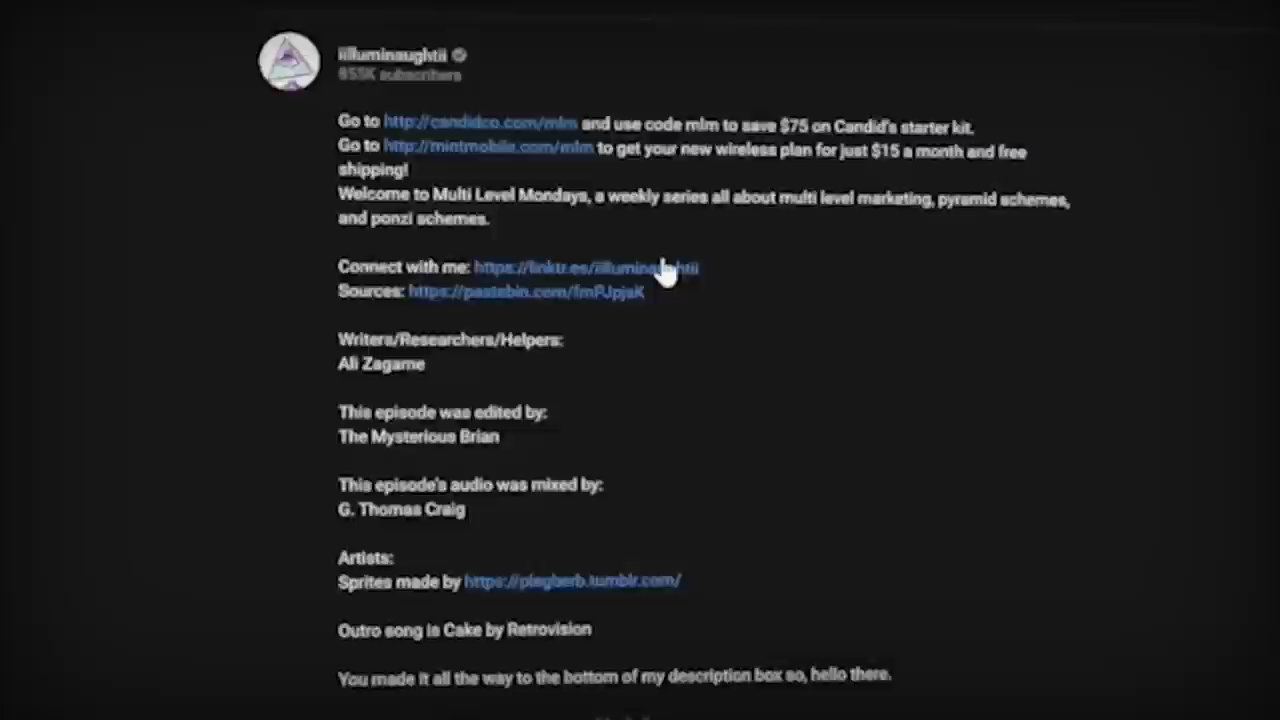 iilluminaughtii
855K subscribers
Go to http://candidco.com/mlm and use code mlm to save $75 on Candid's starter kit.
Go to http://mintmobile.com/mlm to get your new wireless plan for just $15 a month and free
shipping!
Welcome to Multi Level Mondays, a weekly series all about multi level marketing, pyramid schemes,
and ponzi schemes.
Connect with me:
Sources:
Writers/Researchers/Helpers:
Ali Zagame
This episode was edited by:
The Mysterious Brian
This episode's audio was mixed by:
G. Thomas Craig
Artists:
Sprites made by https://plagberb.tumblr.com/
Outro song is Cake by Retrovision
You made it all the way to the bottom of my description box so, hello there.